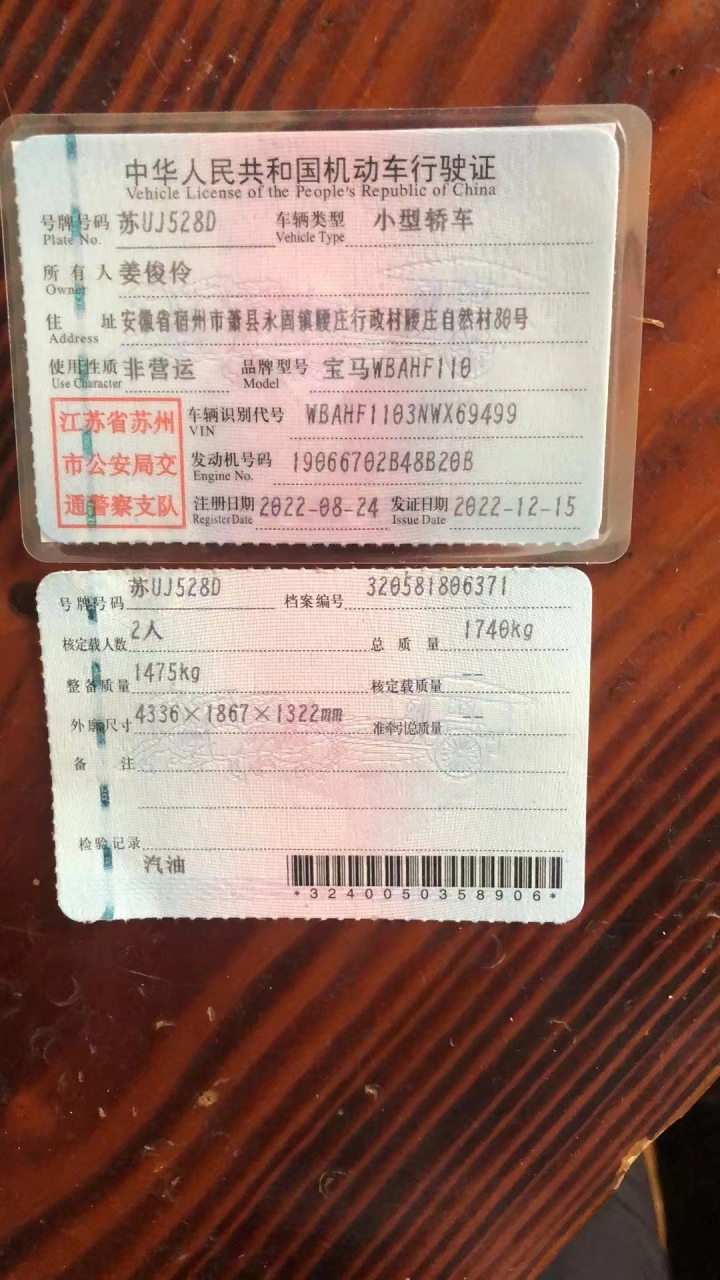 中华人民共和国机动车行驶证
Vehicle License of the People's Republic of China
号牌号码 苏UJ528D 车辆类型 小型轿车
Plate No. Vehicle Type
所有人 姜俊伶
Owner
住址 安徽省宿州市萧县永固镇腰庄行政村腰庄自然村80号
Address
使用性质 非营运 品牌型号 宝马WBAHF110
Use Character Model
江苏省苏州
市公安局交
通警察支队
车辆识别代号 WBAHF1103NWX69499
VIN
发动机号码 19066702B48B20B
Engine No.
注册日期 2022-08-24 发证日期 2022-12-15
Register Date Issue Date
号牌号码 苏UJ528D 档案编号 320581806371
核定载人数 2人 总质量 1740kg
整备质量 1475kg 核定载质量 --
外廓尺寸 4336×1867×1322mm 准牵引总质量 --
备注
检验记录
汽油
*3240050358906*